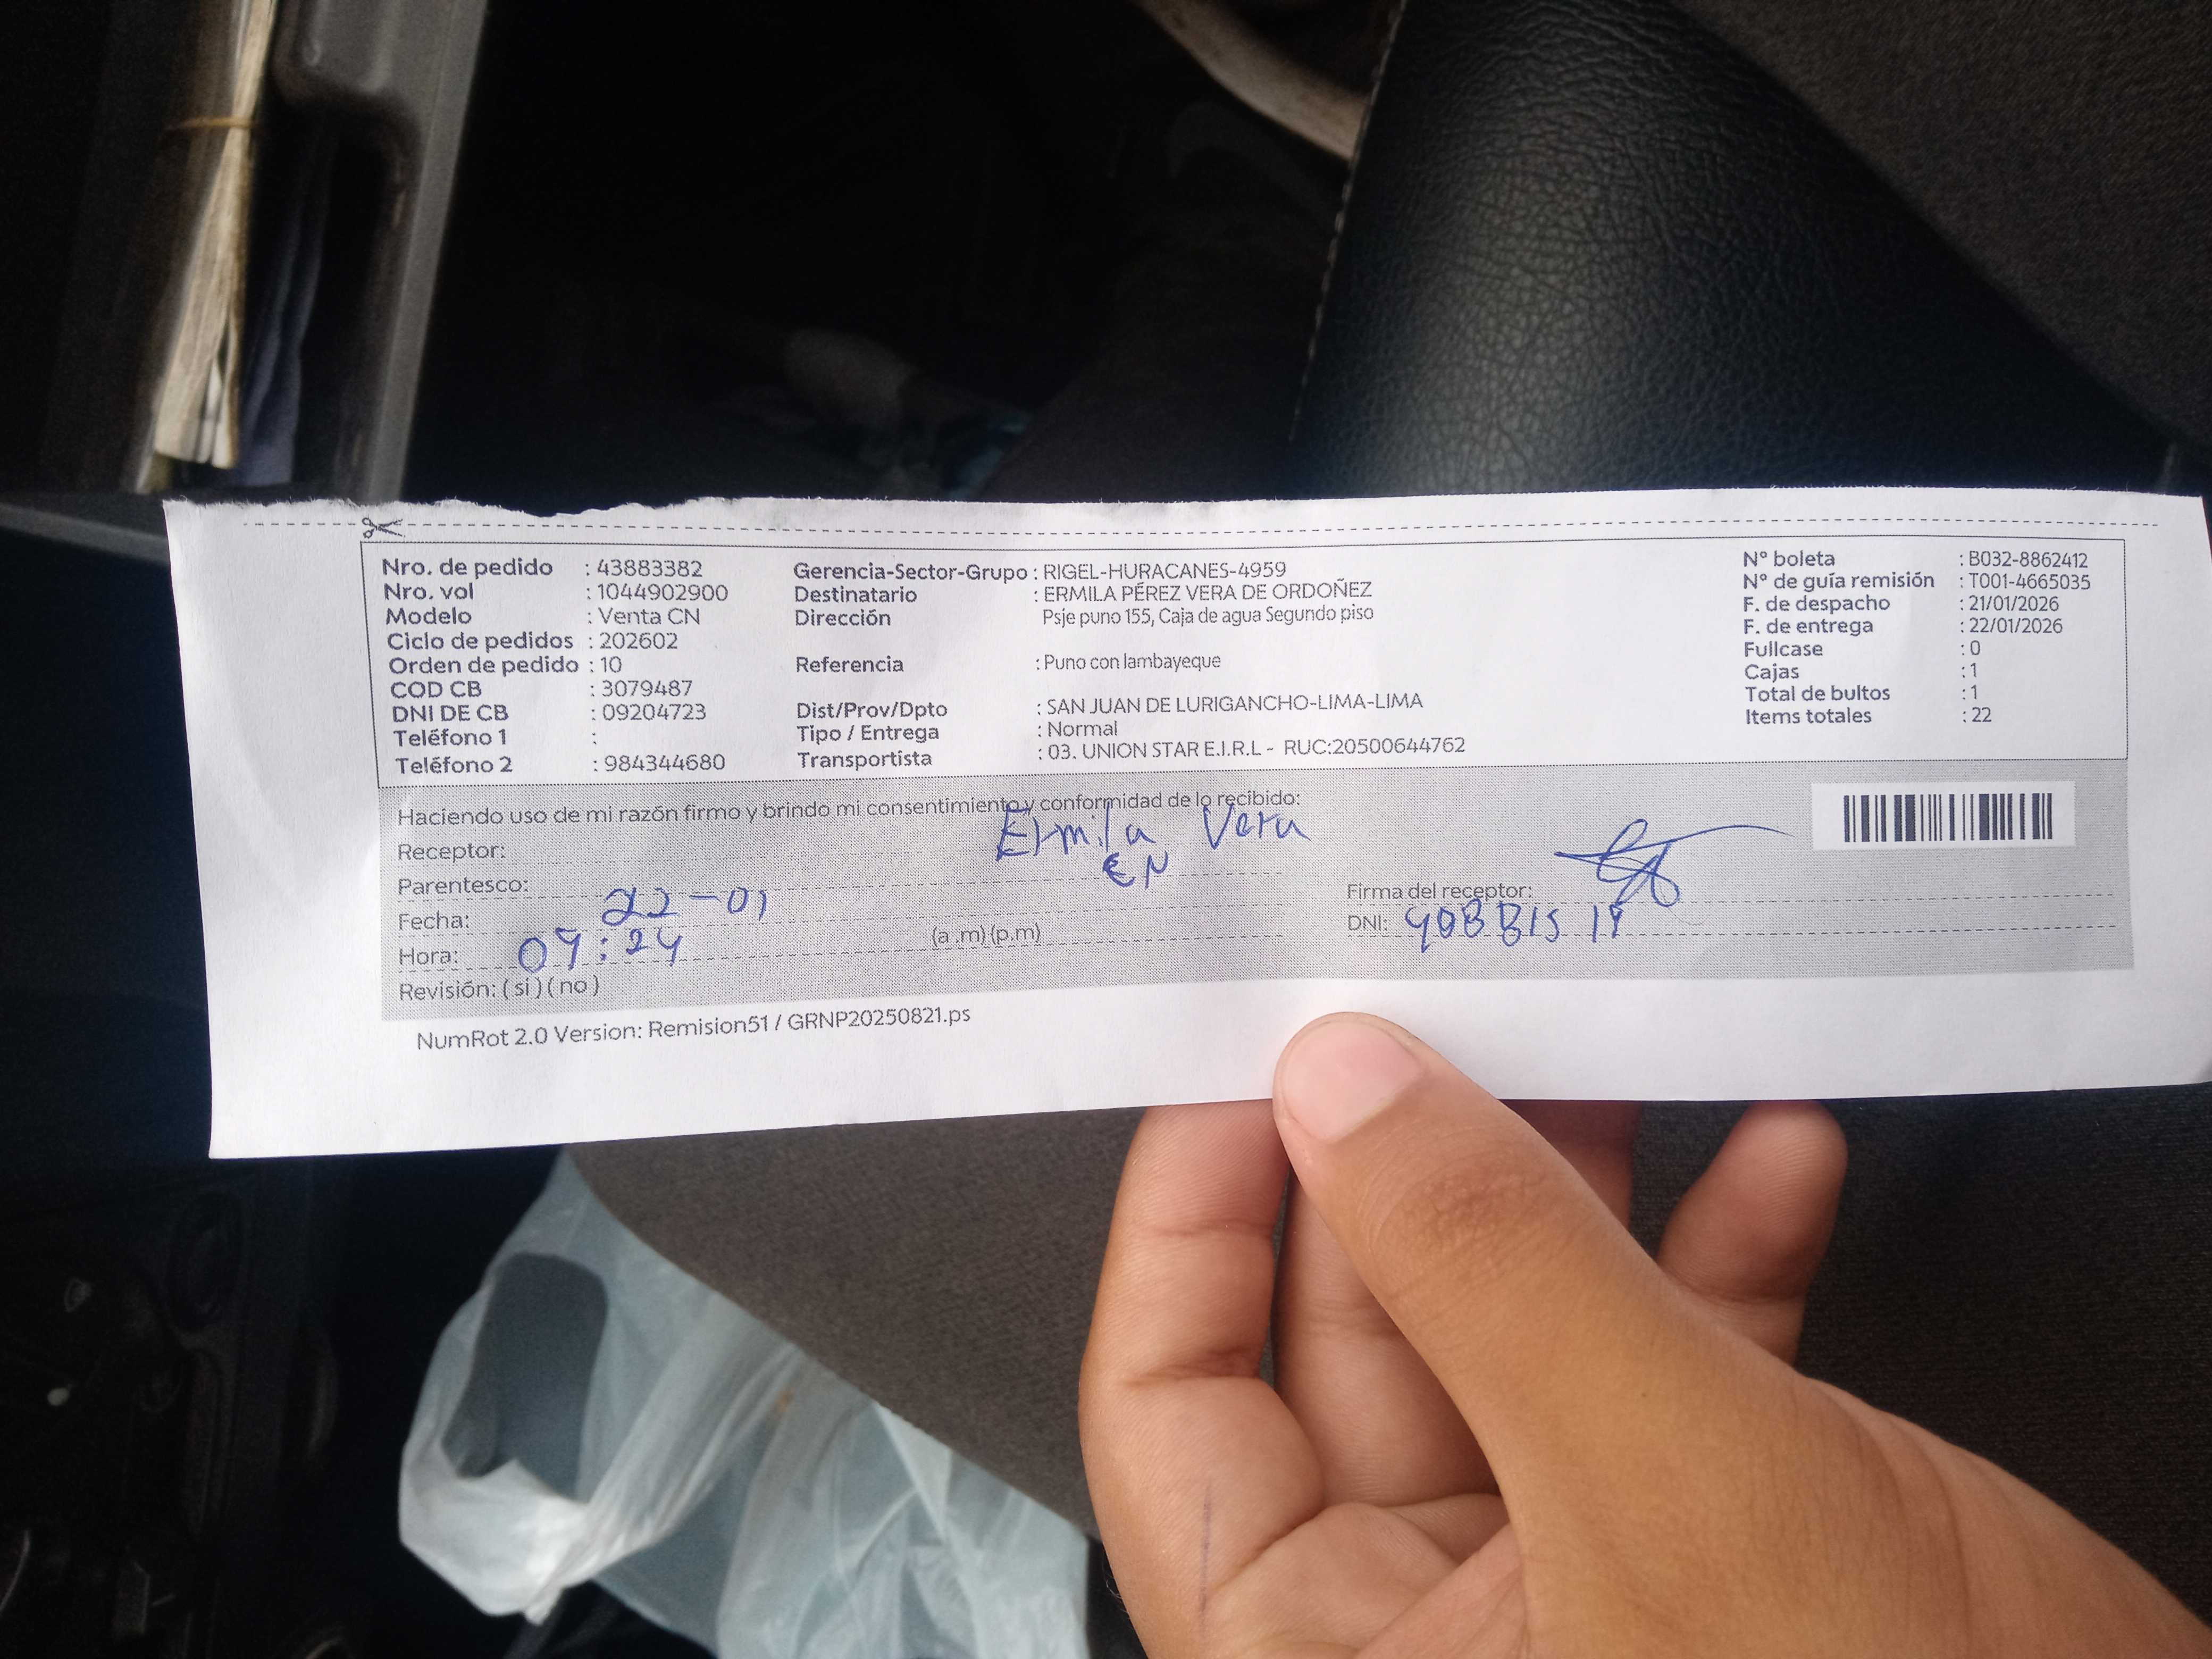 Nro. de pedido : 43883382
Nro. vol : 1044902900
Modelo : Venta CN
Ciclo de pedidos : 202602
Orden de pedido : 10
COD CB : 3079487
DNI DE CB : 09204723
Teléfono 1 :
Teléfono 2 : 984344680
Gerencia-Sector-Grupo : RIGEL-HURACANES-4959
Destinatario : ERMILA PÉREZ VERA DE ORDOÑEZ
Dirección Psje puno 155, Caja de agua Segundo piso
Referencia : Puno con lambayeque
Dist/Prov/Dpto : SAN JUAN DE LURIGANCHO-LIMA-LIMA
Tipo / Entrega : Normal
Transportista : 03. UNION STAR E.I.R.L - RUC:20500644762
N° boleta : B032-8862412
N° de guía remisión : T001-4665035
F. de despacho : 21/01/2026
F. de entrega : 22/01/2026
Fullcase : 0
Cajas : 1
Total de bultos : 1
Items totales : 22
Haciendo uso de mi razón firmo y brindo mi consentimiento y conformidad de lo recibido:
Receptor: Ermila Vera
Parentesco: EN
Fecha: 22-01
Hora: 09:24 (a .m) (p.m)
Revisión: ( si ) ( no )
Firma del receptor:
DNI:
NumRot 2.0 Version: Remision51 / GRNP20250821.ps